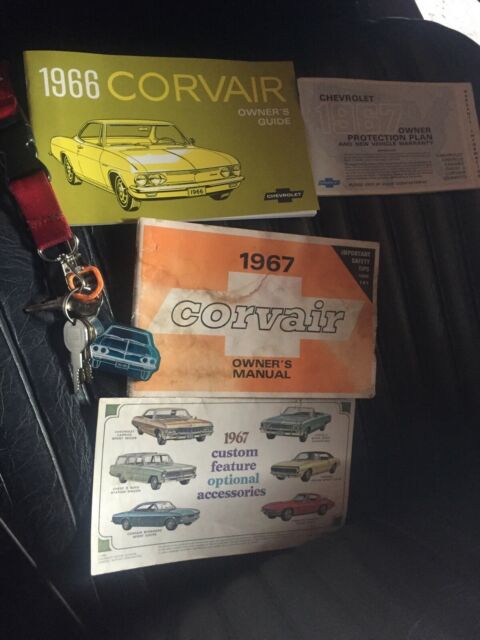 1966 CORVAIR
OWNER'S
GUIDE
1966
CHEVROLET
CHEVROLET
1967
OWNER
PROTECTION PLAN
AND NEW VEHICLE WARRANTY
1967
corvair
OWNER'S
MANUAL
IMPORTANT
SAFETY
TIPS
1967
custom
feature
optional
accessories